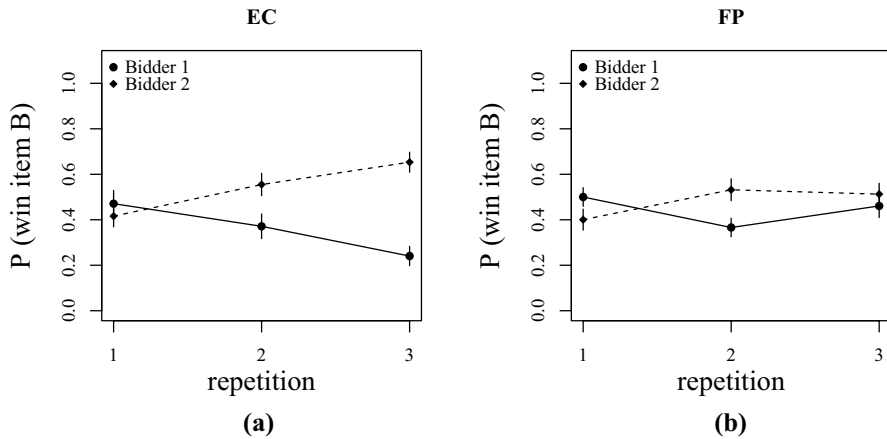 EC
Bidder 1
Bidder 2
P (win item B)
1.0
0.8
0.6
0.4
0.2
0.0
1 2 3
repetition
(a)
FP
Bidder 1
Bidder 2
P (win item B)
1.0
0.8
0.6
0.4
0.2
0.0
1 2 3
repetition
(b)